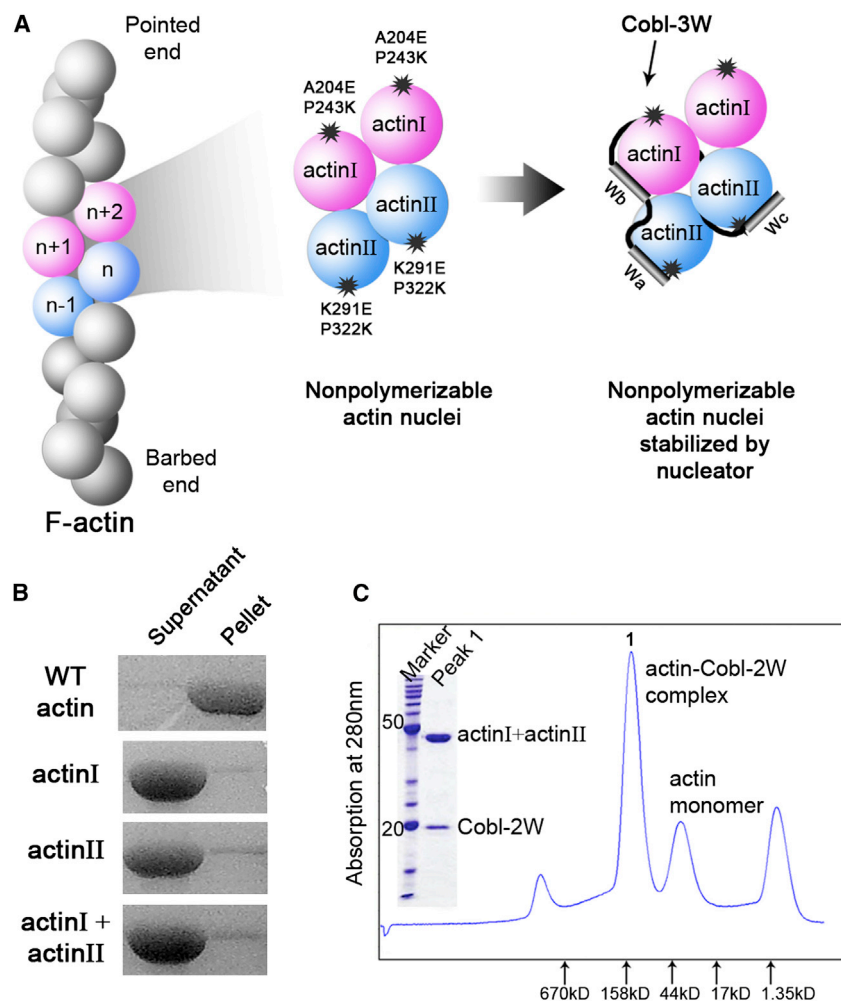 A
Pointed
end
n+2
n+1
n
n-1
Barbed
end
F-actin
A204E
P243K
A204E
P243K
actinI
actinI
actinII
actinII
K291E
P322K
K291E
P322K
Nonpolymerizable
actin nuclei
Cobl-3W
actinI
actinI
actinII
actinII
Wb
Wa
Wc
Nonpolymerizable
actin nuclei
stabilized by
nucleator
B
Supernatant
Pellet
WT
actin
actinI
actinII
actinI +
actinII
C
Absorption at 280nm
Marker
Peak 1
50
20
actinI+actinII
Cobl-2W
1
actin-Cobl-2W
complex
actin
monomer
670kD
158kD
44kD
17kD
1.35kD